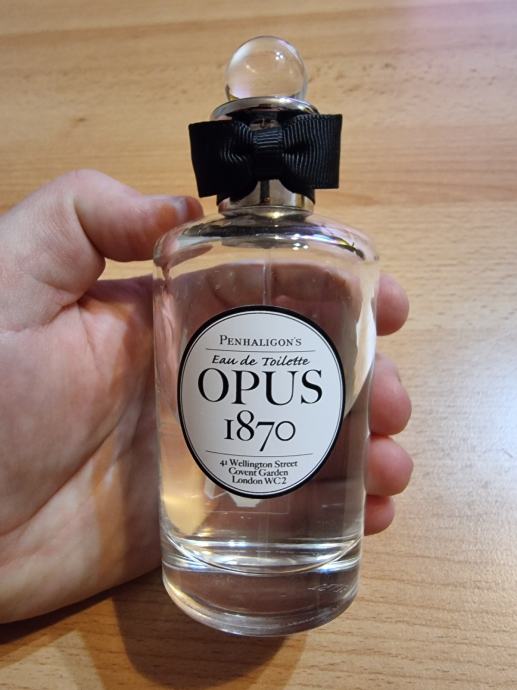 PENHALIGON'S
Eau de Toilette
OPUS
1870
41 Wellington Street
Covent Garden
London WC2